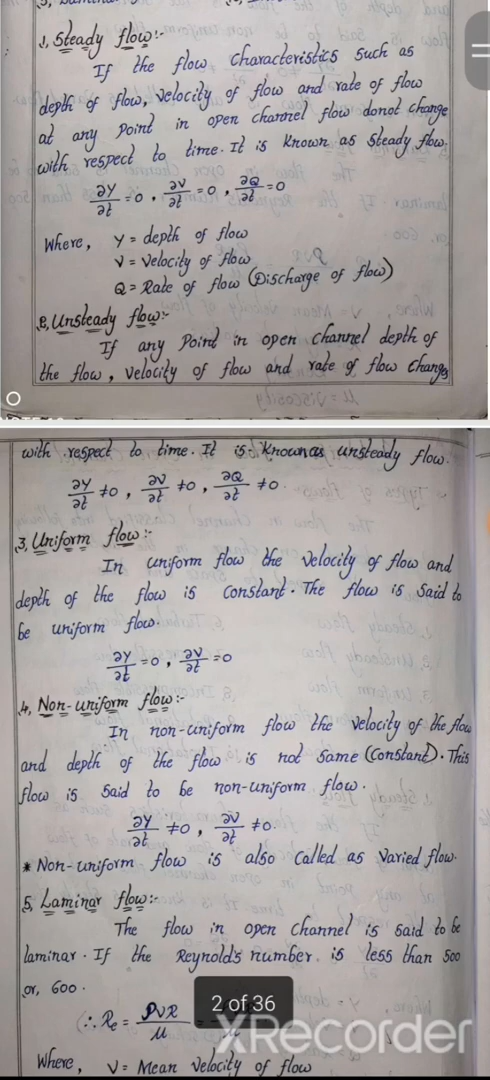 1, Steady flow:-
If the flow characteristics such as
depth of flow, velocity of flow and rate of flow
at any point in open channel flow donot change
with respect to time. It is known as steady flow.
∂Y/∂t =0, ∂V/∂t =0, ∂Q/∂t =0
Where, Y = depth of flow
V = velocity of flow
Q = Rate of flow (Discharge of flow)
2, Unsteady flow:-
If any point in open channel depth of
the flow, velocity of flow and rate of flow changes
with respect to time. It is known as unsteady flow.
∂Y/∂t ≠0, ∂V/∂t ≠0, ∂Q/∂t ≠0.
3, Uniform flow:-
In uniform flow the velocity of flow and
depth of the flow is constant. The flow is said to
be uniform flow.
∂Y/∂t =0, ∂V/∂t =0
4, Non-uniform flow:-
In non-uniform flow the velocity of the flow
and depth of the flow is not same (constant). This
flow is said to be non-uniform flow.
∂Y/∂t ≠0, ∂V/∂t ≠0.
* Non-uniform flow is also called as varied flow.
5, Laminar flow:-
The flow in open channel is said to be
laminar. If the Reynold's number is less than 500
or, 600.
(∴ Re = ρVR/μ =
2 of 36
XRecorder
Where, V = Mean velocity of flow